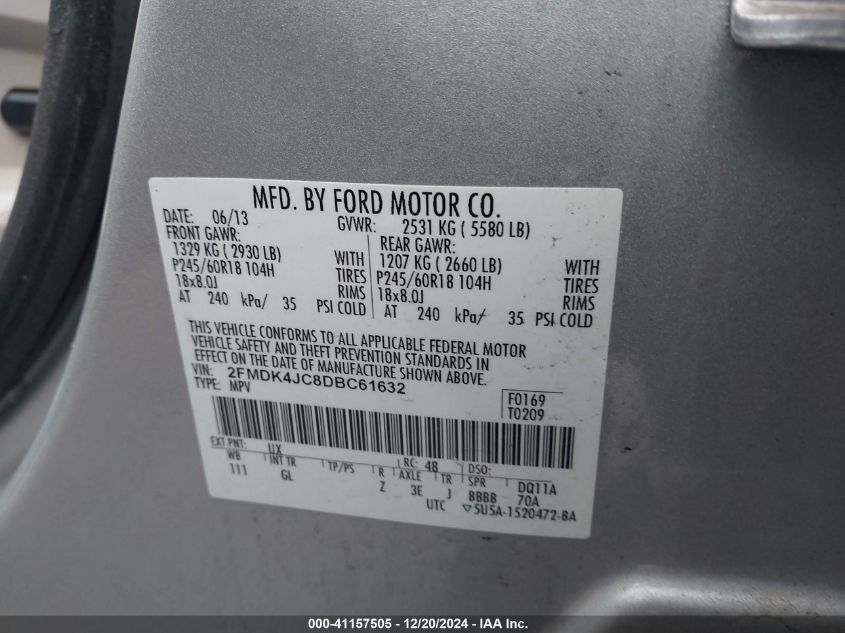 MFD. BY FORD MOTOR CO.
DATE: 06/13 GVWR: 2531 KG ( 5580 LB)
FRONT GAWR: REAR GAWR:
1329 KG ( 2930 LB) WITH 1207 KG ( 2660 LB) WITH
P245/60R18 104H TIRES P245/60R18 104H TIRES
18x8.0J RIMS 18x8.0J RIMS
AT 240 kPa/ 35 PSI COLD AT 240 kPa/ 35 PSI COLD
THIS VEHICLE CONFORMS TO ALL APPLICABLE FEDERAL MOTOR
VEHICLE SAFETY AND THEFT PREVENTION STANDARDS IN
EFFECT ON THE DATE OF MANUFACTURE SHOWN ABOVE.
VIN: 2FMDK4JC8DBC61632
TYPE: MPV
F0169
T0209
EXT PNT: UX RC: 48 DSO:
WB INT TR TP/PS R AXLE TR SPR DQ11A
111 GL Z 3E J BBBB 70A
UTC ▽5U5A-1520472-BA
000-41157505 - 12/20/2024 - IAA Inc.